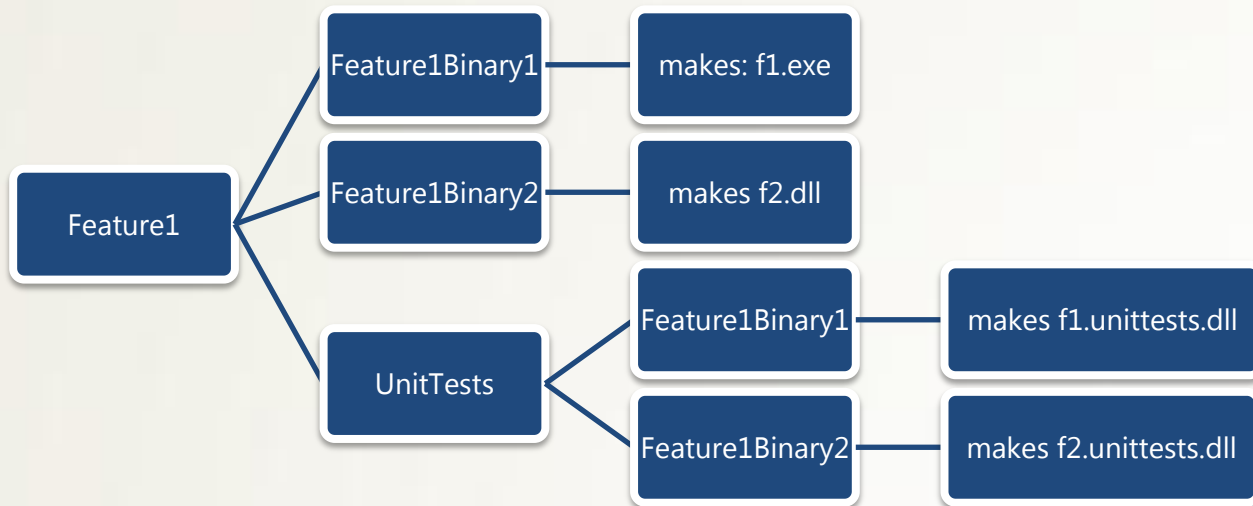 Feature1
Feature1Binary1
makes: f1.exe
Feature1Binary2
makes f2.dll
UnitTests
Feature1Binary1
makes f1.unittests.dll
Feature1Binary2
makes f2.unittests.dll